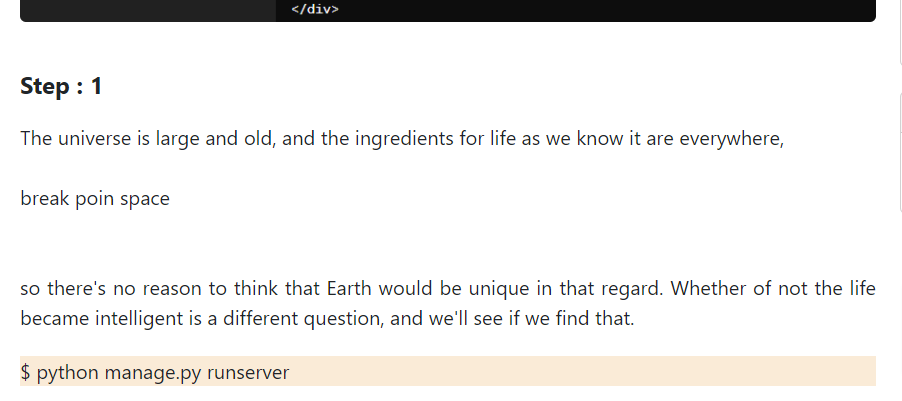 </div>
Step : 1
The universe is large and old, and the ingredients for life as we know it are everywhere,
break poin space
so there's no reason to think that Earth would be unique in that regard. Whether of not the life
became intelligent is a different question, and we'll see if we find that.
$ python manage.py runserver